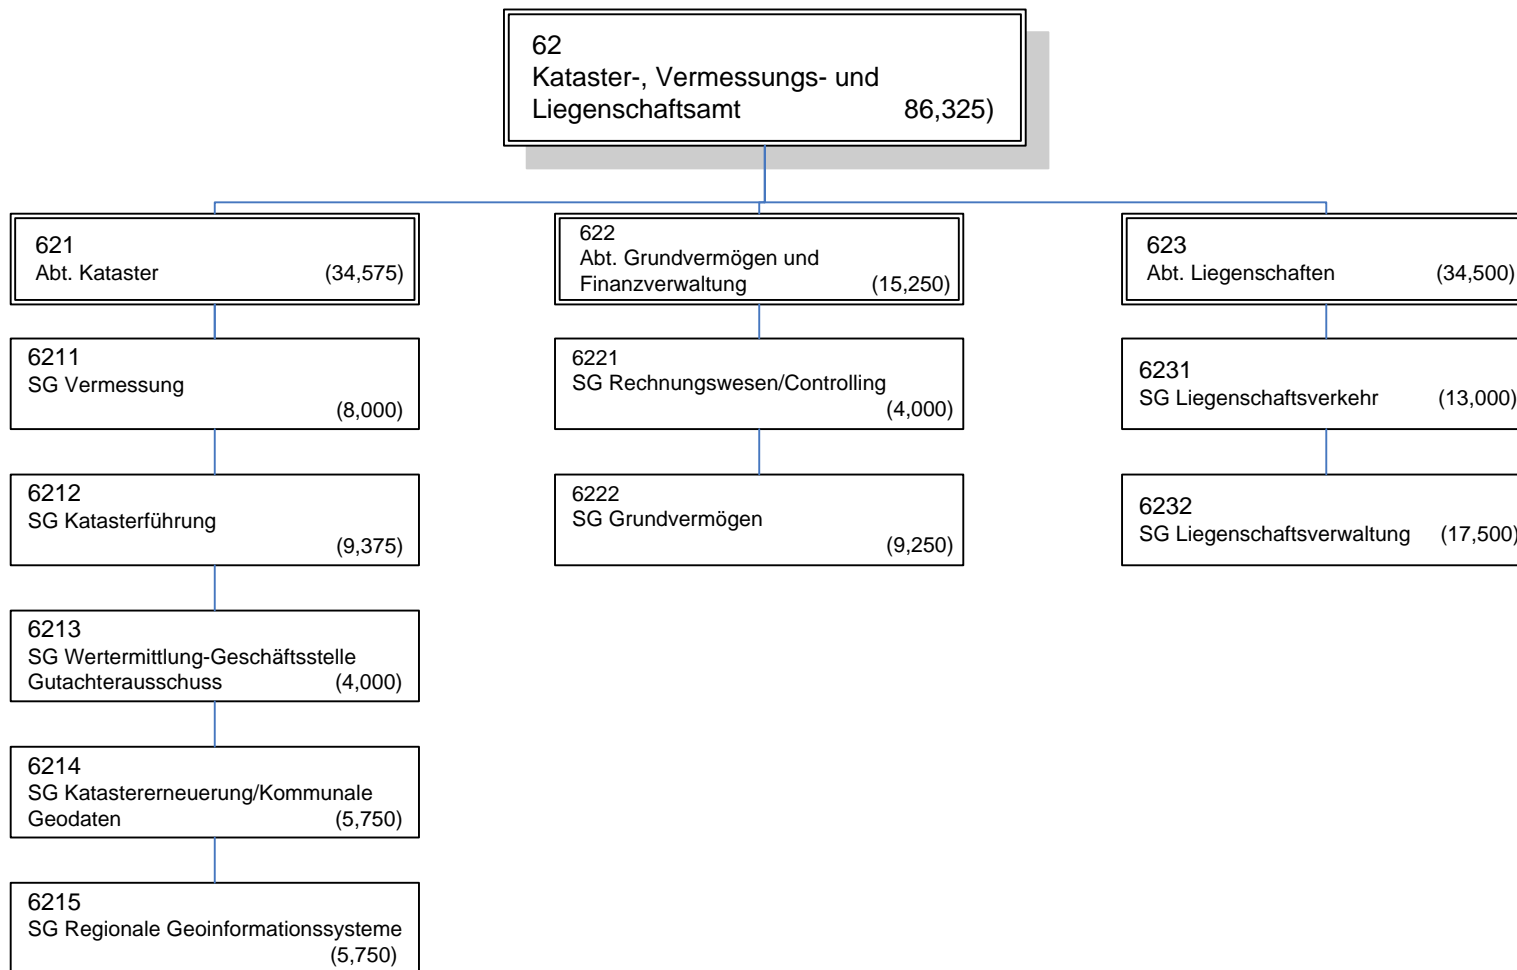 62
Kataster-, Vermessungs- und
Liegenschaftsamt 86,325)
621
Abt. Kataster (34,575)
622
Abt. Grundvermögen und
Finanzverwaltung (15,250)
623
Abt. Liegenschaften (34,500)
6211
SG Vermessung
(8,000)
6221
SG Rechnungswesen/Controlling
(4,000)
6231
SG Liegenschaftsverkehr (13,000)
6212
SG Katasterführung
(9,375)
6222
SG Grundvermögen
(9,250)
6232
SG Liegenschaftsverwaltung (17,500)
6213
SG Wertermittlung-Geschäftsstelle
Gutachterausschuss (4,000)
6214
SG Katastererneuerung/Kommunale
Geodaten (5,750)
6215
SG Regionale Geoinformationssysteme
(5,750)